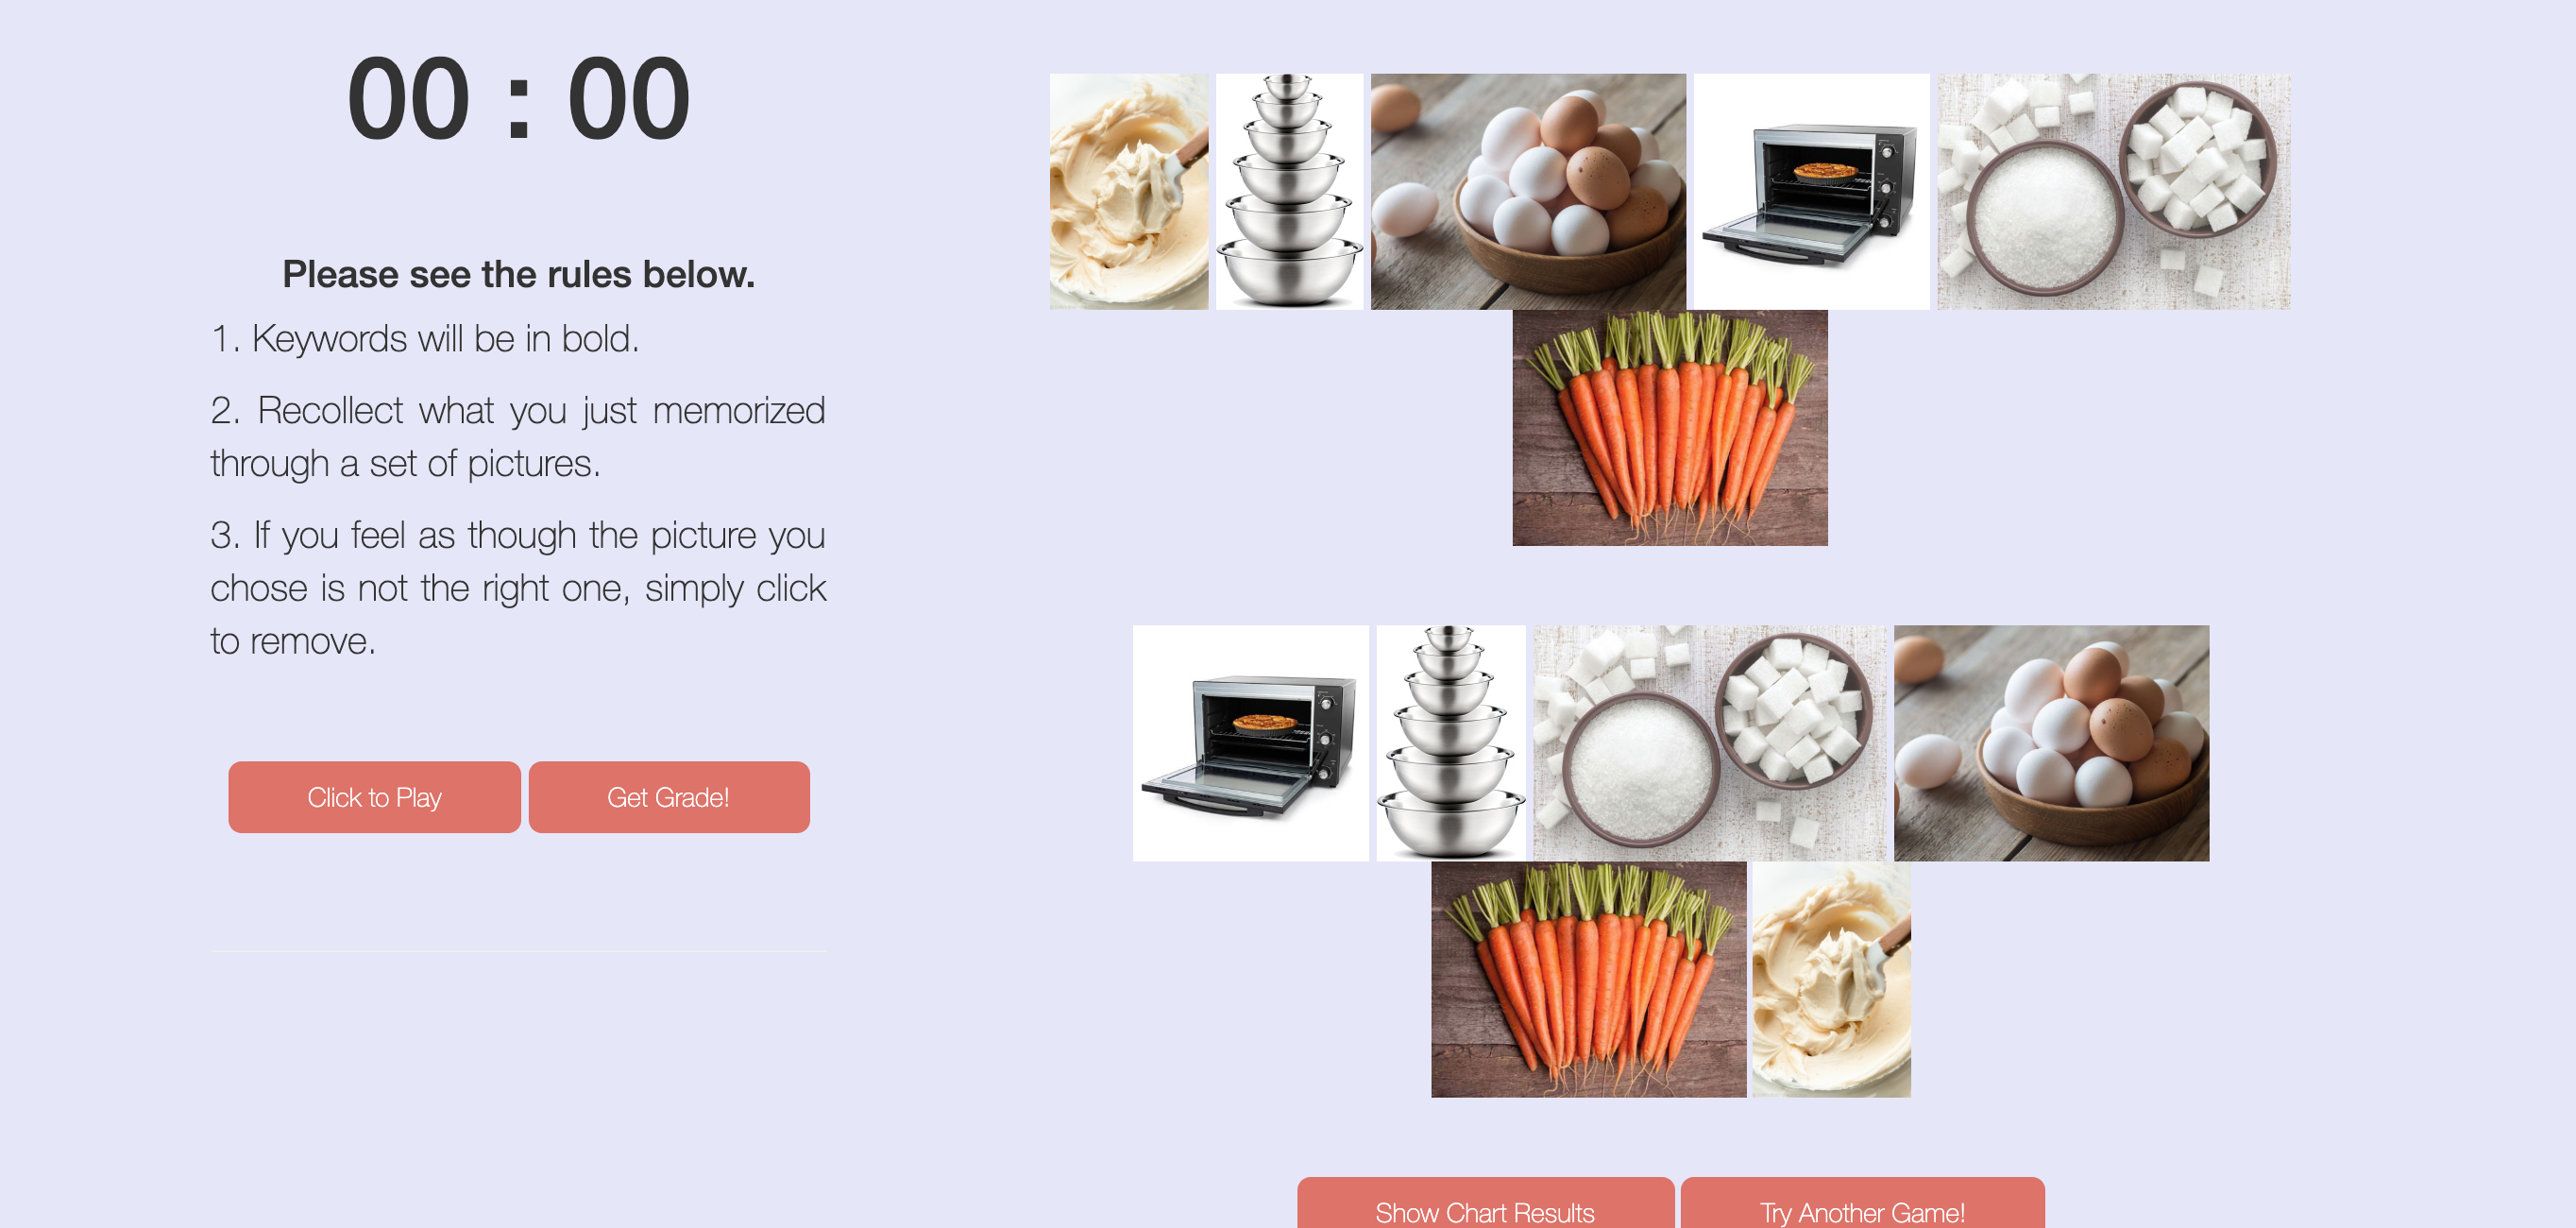 00 : 00
Please see the rules below.
1. Keywords will be in bold.
2. Recollect what you just memorized
through a set of pictures.
3. If you feel as though the picture you
chose is not the right one, simply click
to remove.
Click to Play
Get Grade!
Show Chart Results
Try Another Game!